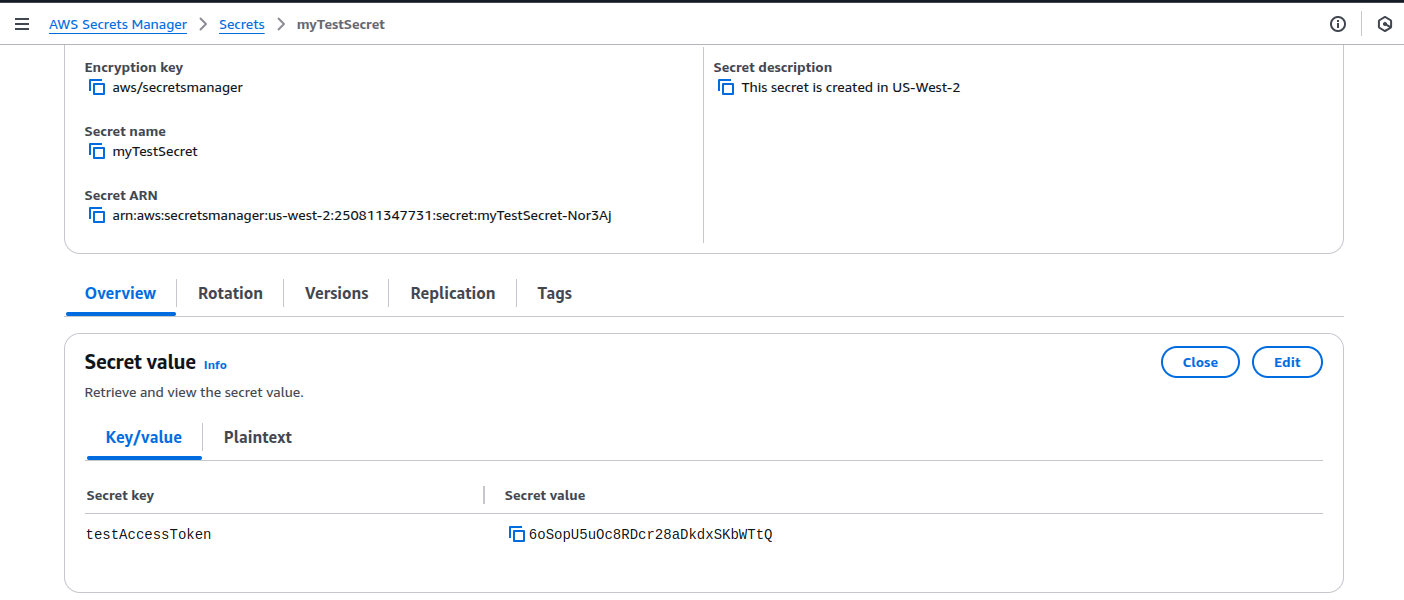 AWS Secrets Manager > Secrets > myTestSecret
Encryption key
aws/secretsmanager
Secret name
myTestSecret
Secret ARN
arn:aws:secretsmanager:us-west-2:250811347731:secret:myTestSecret-Nor3Aj
Secret description
This secret is created in US-West-2
Overview Rotation Versions Replication Tags
Secret value Info
Close Edit
Retrieve and view the secret value.
Key/value Plaintext
Secret key Secret value
testAccessToken 6oSopU5uOc8RDcr28aDkdxSKbWTtQ